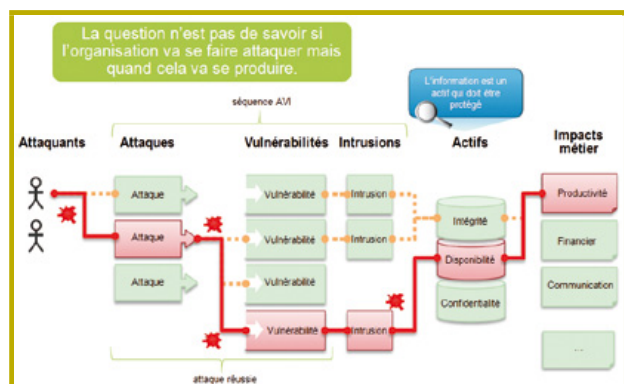 La question n'est pas de savoir si
l'organisation va se faire attaquer mais
quand cela va se produire.
L'information est un
actif qui doit être
protégé
séquence AVI
Attaquants
Attaques
Vulnérabilités
Intrusions
Actifs
Impacts
métier
Attaque
Vulnérabilité
Intrusion
Productivité
Intégrité
Attaque
Vulnérabilité
Intrusion
Financier
Disponibilité
Attaque
Vulnérabilité
Communication
Confidentialité
Vulnérabilité
Intrusion
...
attaque réussie